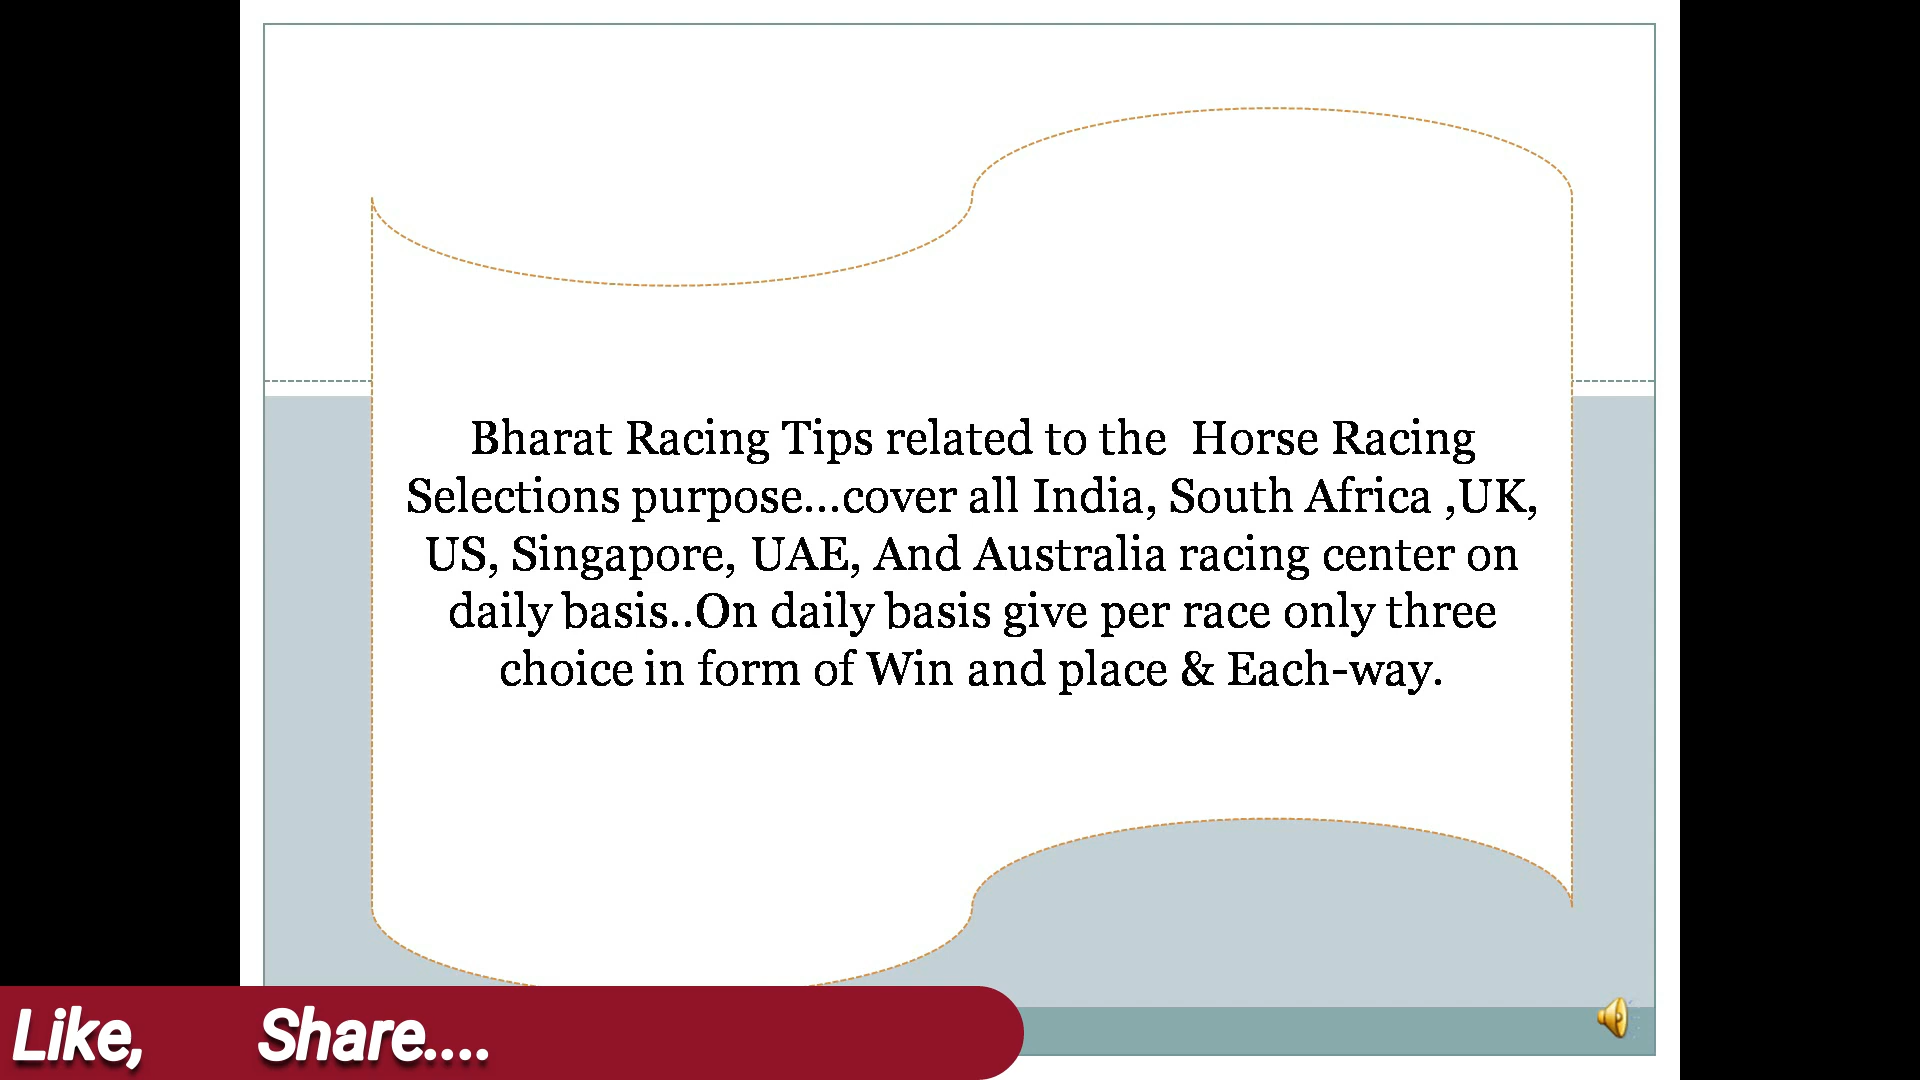 Bharat Racing Tips related to the  Horse Racing
Selections purpose...cover all India, South Africa ,UK,
US, Singapore, UAE, And Australia racing center on
daily basis..On daily basis give per race only three
choice in form of Win and place & Each-way.
Like, Share....